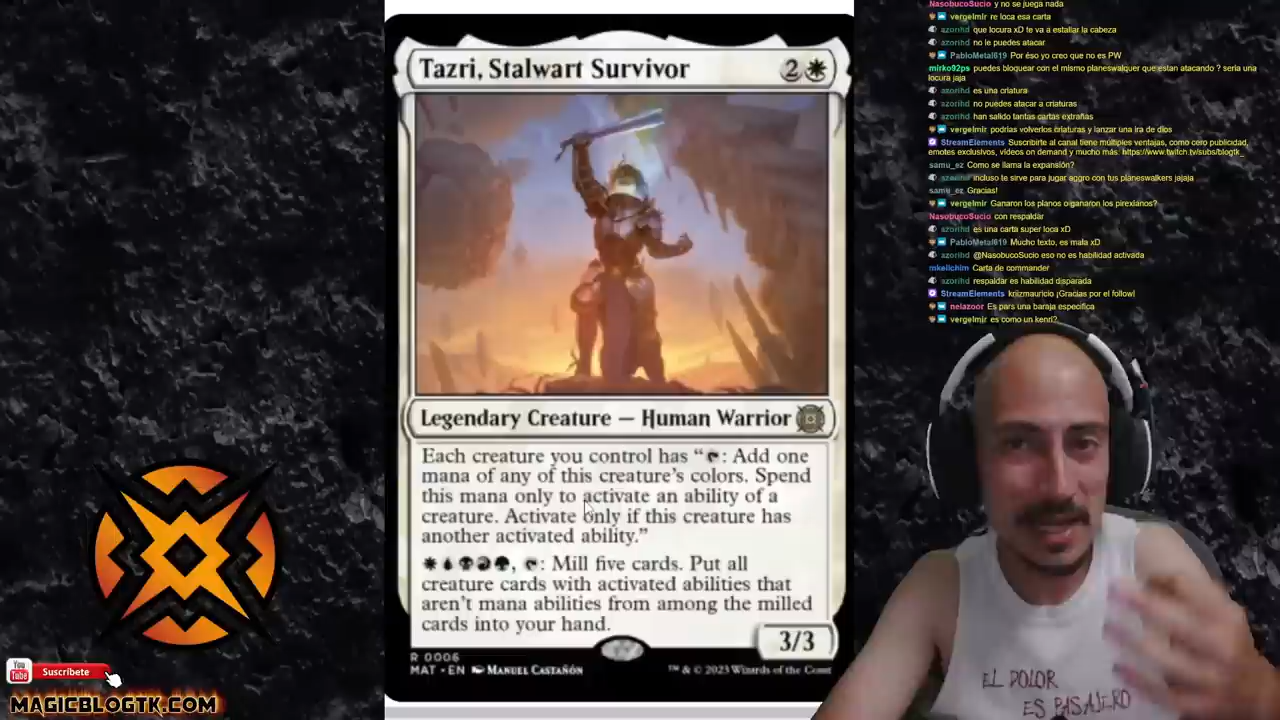 Tazri, Stalwart Survivor
2
Legendary Creature — Human Warrior
Each creature you control has “: Add one
mana of any of this creature's colors. Spend
this mana only to activate an ability of a
creature. Activate only if this creature has
another activated ability.”
, : Mill five cards. Put all
creature cards with activated abilities that
aren't mana abilities from among the milled
cards into your hand.
3/3
R 0006
MAT • EN MANUEL CASTAÑÓN
™ & © 2023 Wizards of the Coast
NasobucoSucio y no se juega nada
vergelmir re loca esa carta
azorihd que locura xD te va a estallar la cabeza
azorihd no le puedes atacar
PabloMetal619 Por éso yo creo que no es PW
mirko92ps puedes bloquear con el mismo planeswalquer que estan atacando ? seria una
locura jaja
azorihd es una criatura
azorihd no puedes atacar a criaturas
azorihd han salido tantas cartas extrañas
vergelmir podrias volverlos criaturas y lanzar una ira de dios
StreamElements Suscribirte al canal tiene múltiples ventajas, como cero publicidad,
emotes exclusivos, vídeos on demand y mucho más: https://www.twitch.tv/subs/blogtk_
samu_ez Como se llama la expansión?
azorihd incluso te sirve para jugar aggro con tus planeswalkers jajaja
samu_ez Gracias!
vergelmir Ganaron los planos o ganaron los pirexianos?
NasobucoSucio con respaldar
azorihd es una carta super loca xD
PabloMetal619 Mucho texto, es mala xD
azorihd @NasobucoSucio eso no es habilidad activada
mkelichim Carta de commander
azorihd respaldar es habilidad disparada
StreamElements kriizmauricio ¡Gracias por el follow!
nelazoor Es para una baraja especifica
vergelmir es como un kenri?
EL DOLOR
ES PASAJERO
You
Tube
Suscríbete
MAGICBLOGTK.COM